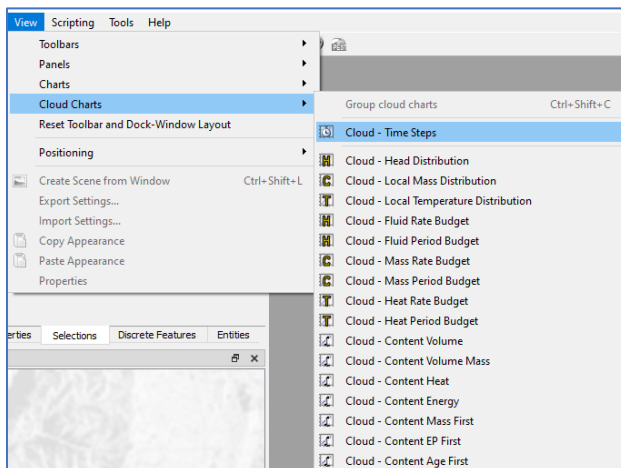 View Scripting Tools Help
Toolbars
Panels
Charts
Cloud Charts
Reset Toolbar and Dock-Window Layout
Positioning
Create Scene from Window Ctrl+Shift+L
Export Settings...
Import Settings...
Copy Appearance
Paste Appearance
Properties
Group cloud charts Ctrl+Shift+C
Cloud - Time Steps
H Cloud - Head Distribution
C Cloud - Local Mass Distribution
T Cloud - Local Temperature Distribution
H Cloud - Fluid Rate Budget
H Cloud - Fluid Period Budget
C Cloud - Mass Rate Budget
C Cloud - Mass Period Budget
T Cloud - Heat Rate Budget
T Cloud - Heat Period Budget
Cloud - Content Volume
Cloud - Content Volume Mass
Cloud - Content Heat
Cloud - Content Energy
Cloud - Content Mass First
Cloud - Content EP First
Cloud - Content Age First
erties Selections Discrete Features Entities